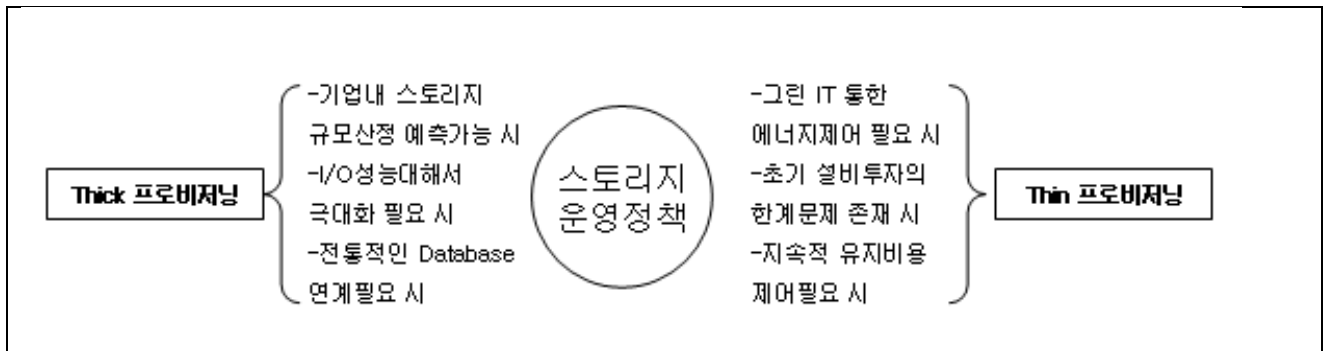 Thick 프로비저닝
-기업내 스토리지
규모산정 예측가능 시
-I/O성능대해서
극대화 필요 시
-전통적인 Database
연계필요 시
스토리지
운영정책
-그린 IT 통한
에너지제어 필요 시
-초기 설비투자의
한계문제 존재 시
-지속적 유지비용
제어필요 시
Thin 프로비저닝